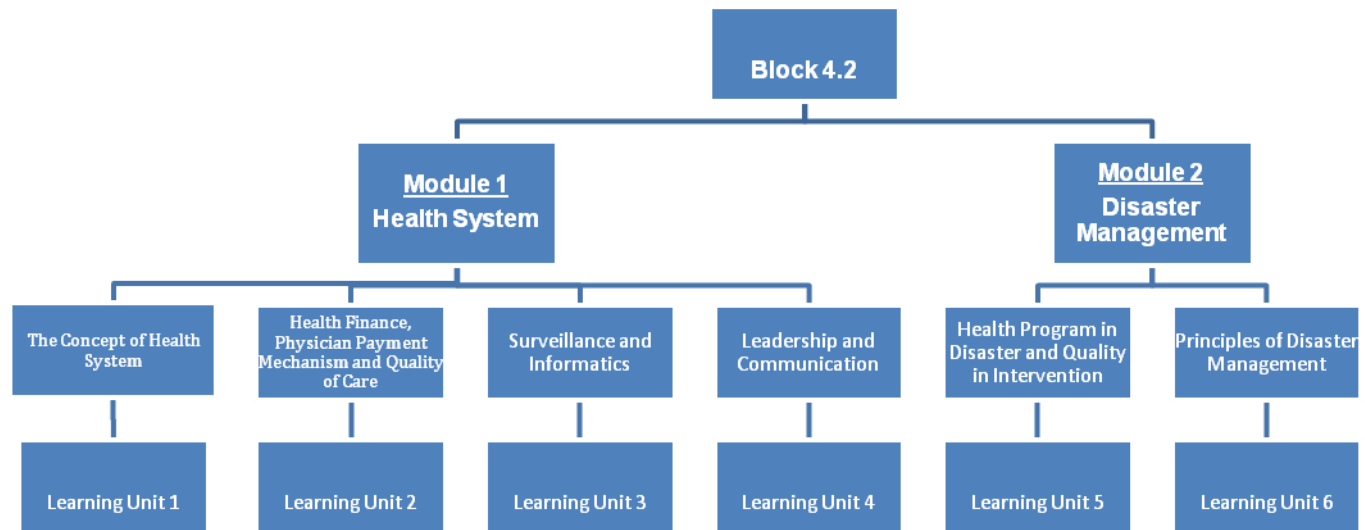 Block 4.2
Module 1
Health System
Module 2
Disaster
Management
The Concept of Health
System
Health Finance,
Physician Payment
Mechanism and Quality
of Care
Surveillance and
Informatics
Leadership and
Communication
Health Program in
Disaster and Quality
in Intervention
Principles of Disaster
Management
Learning Unit 1
Learning Unit 2
Learning Unit 3
Learning Unit 4
Learning Unit 5
Learning Unit 6